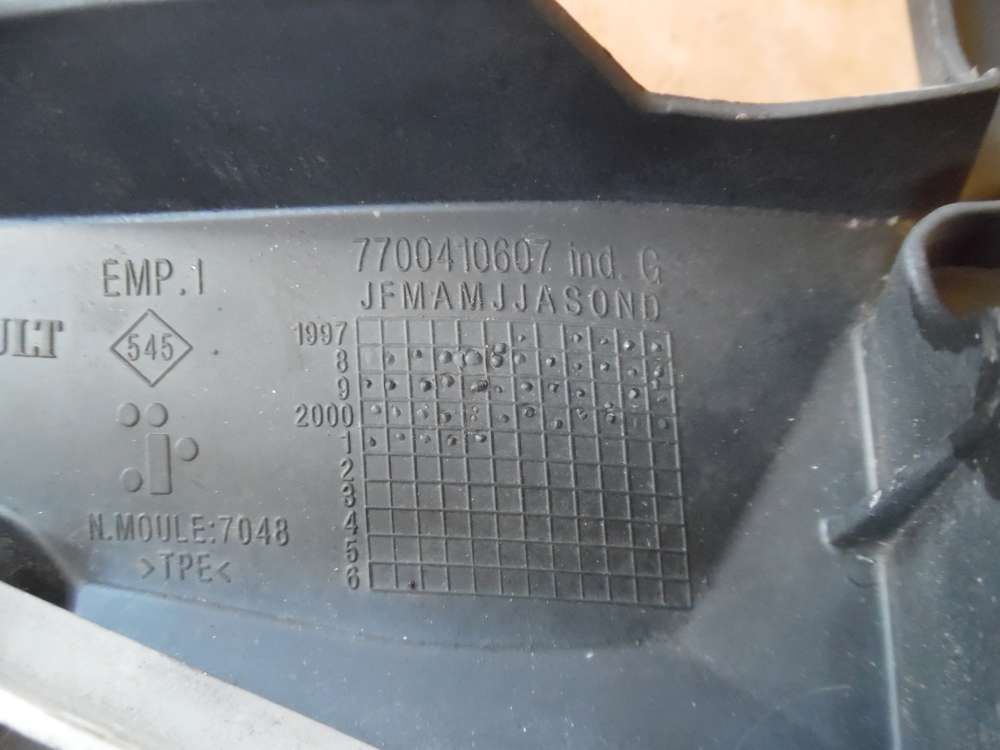 7700410607 ind. G
EMP.1
JFMAMJJASOND
1997
545
8
9
2000
1
2
3
4
5
6
N.MOULE:7048
>TPE<